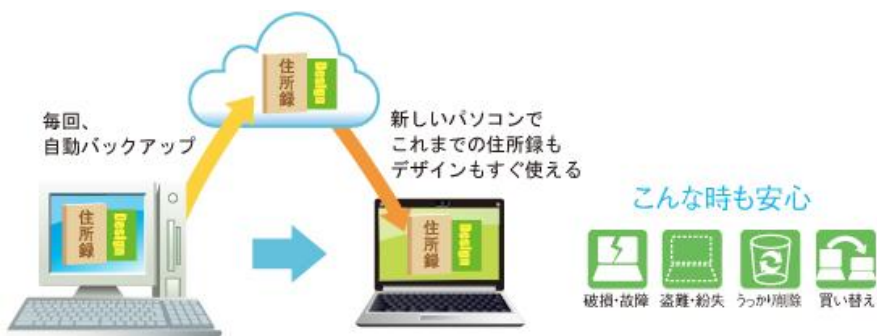 住所録
Design
毎回、
自動バックアップ
新しいパソコンで
これまでの住所録も
デザインもすぐ使える
住所録
Design
住所録
Design
こんな時も安心
破損・故障
盗難・紛失
うっかり削除
買い替え